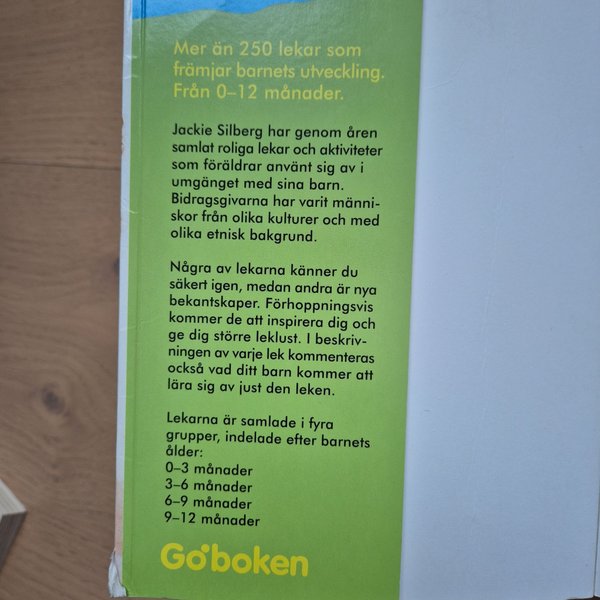 Mer än 250 lekar som
främjar barnets utveckling.
Från 0–12 månader.
Jackie Silberg har genom åren
samlat roliga lekar och aktiviteter
som föräldrar använt sig av i
umgänget med sina barn.
Bidragsgivarna har varit männi-
skor från olika kulturer och med
olika etnisk bakgrund.
Några av lekarna känner du
säkert igen, medan andra är nya
bekantskaper. Förhoppningsvis
kommer de att inspirera dig och
ge dig större leklust. I beskriv-
ningen av varje lek kommenteras
också vad ditt barn kommer att
lära sig av just den leken.
Lekarna är samlade i fyra
grupper, indelade efter barnets
ålder:
0–3 månader
3–6 månader
6–9 månader
9–12 månader
Goboken